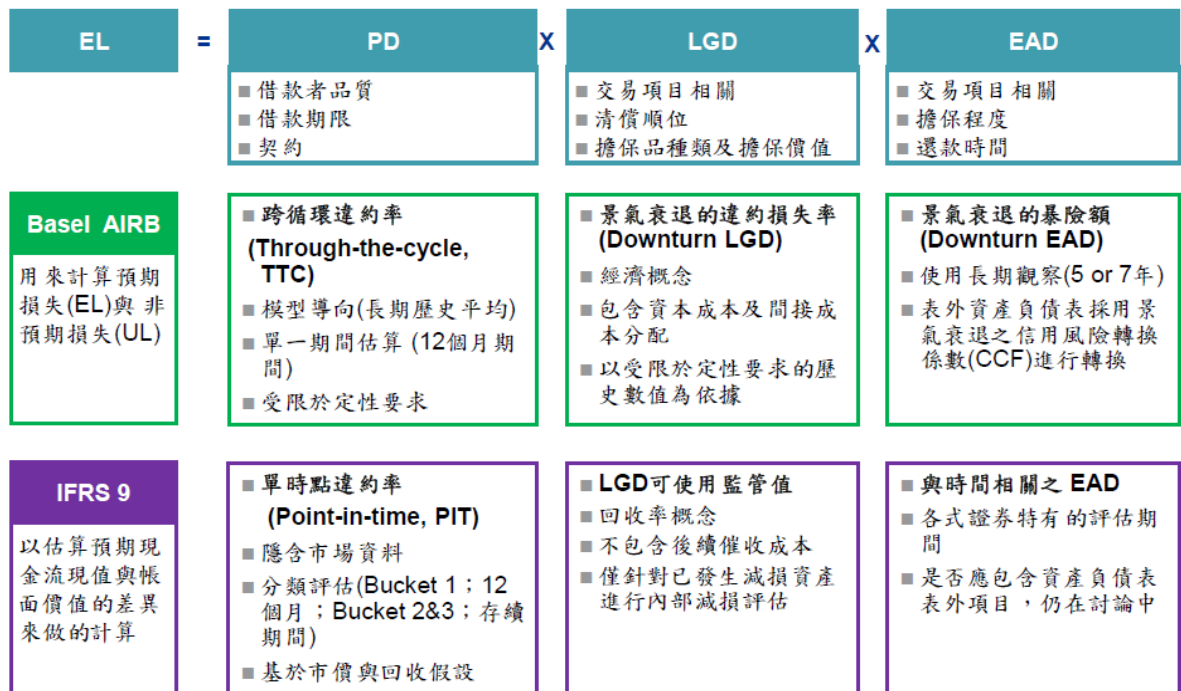 EL = PD X LGD X EAD
■ 借款者品質
■ 借款期限
■ 契約
■ 交易項目相關
■ 清償順位
■ 擔保品種類及擔保價值
■ 交易項目相關
■ 擔保程度
■ 還款時間
Basel AIRB
用來計算預期
損失(EL)與 非
預期損失(UL)
■ 跨循環違約率
(Through-the-cycle,
TTC)
■ 模型導向(長期歷史平均)
■ 單一期間估算 (12個月期
間)
■ 受限於定性要求
■ 景氣衰退的違約損失率
(Downturn LGD)
■ 經濟概念
■ 包含資本成本及間接成
本分配
■ 以受限於定性要求的歷
史數值為依據
■ 景氣衰退的暴險額
(Downturn EAD)
■ 使用長期觀察(5 or 7年)
■ 表外資產負債表採用景
氣衰退之信用風險轉換
係數(CCF)進行轉換
IFRS 9
以估算預期現
金流現值與帳
面價值的差異
來做的計算
■ 單時點違約率
(Point-in-time, PIT)
■ 隱含市場資料
■ 分類評估(Bucket 1;12
個月;Bucket 2&3;存續
期間)
■ 基於市價與回收假設
■ LGD可使用監管值
■ 回收率概念
■ 不包含後續催收成本
■ 僅針對已發生減損資產
進行內部減損評估
■ 與時間相關之 EAD
■ 各式證券特有的評估期
間
■ 是否應包含資產負債表
表外項目,仍在討論中